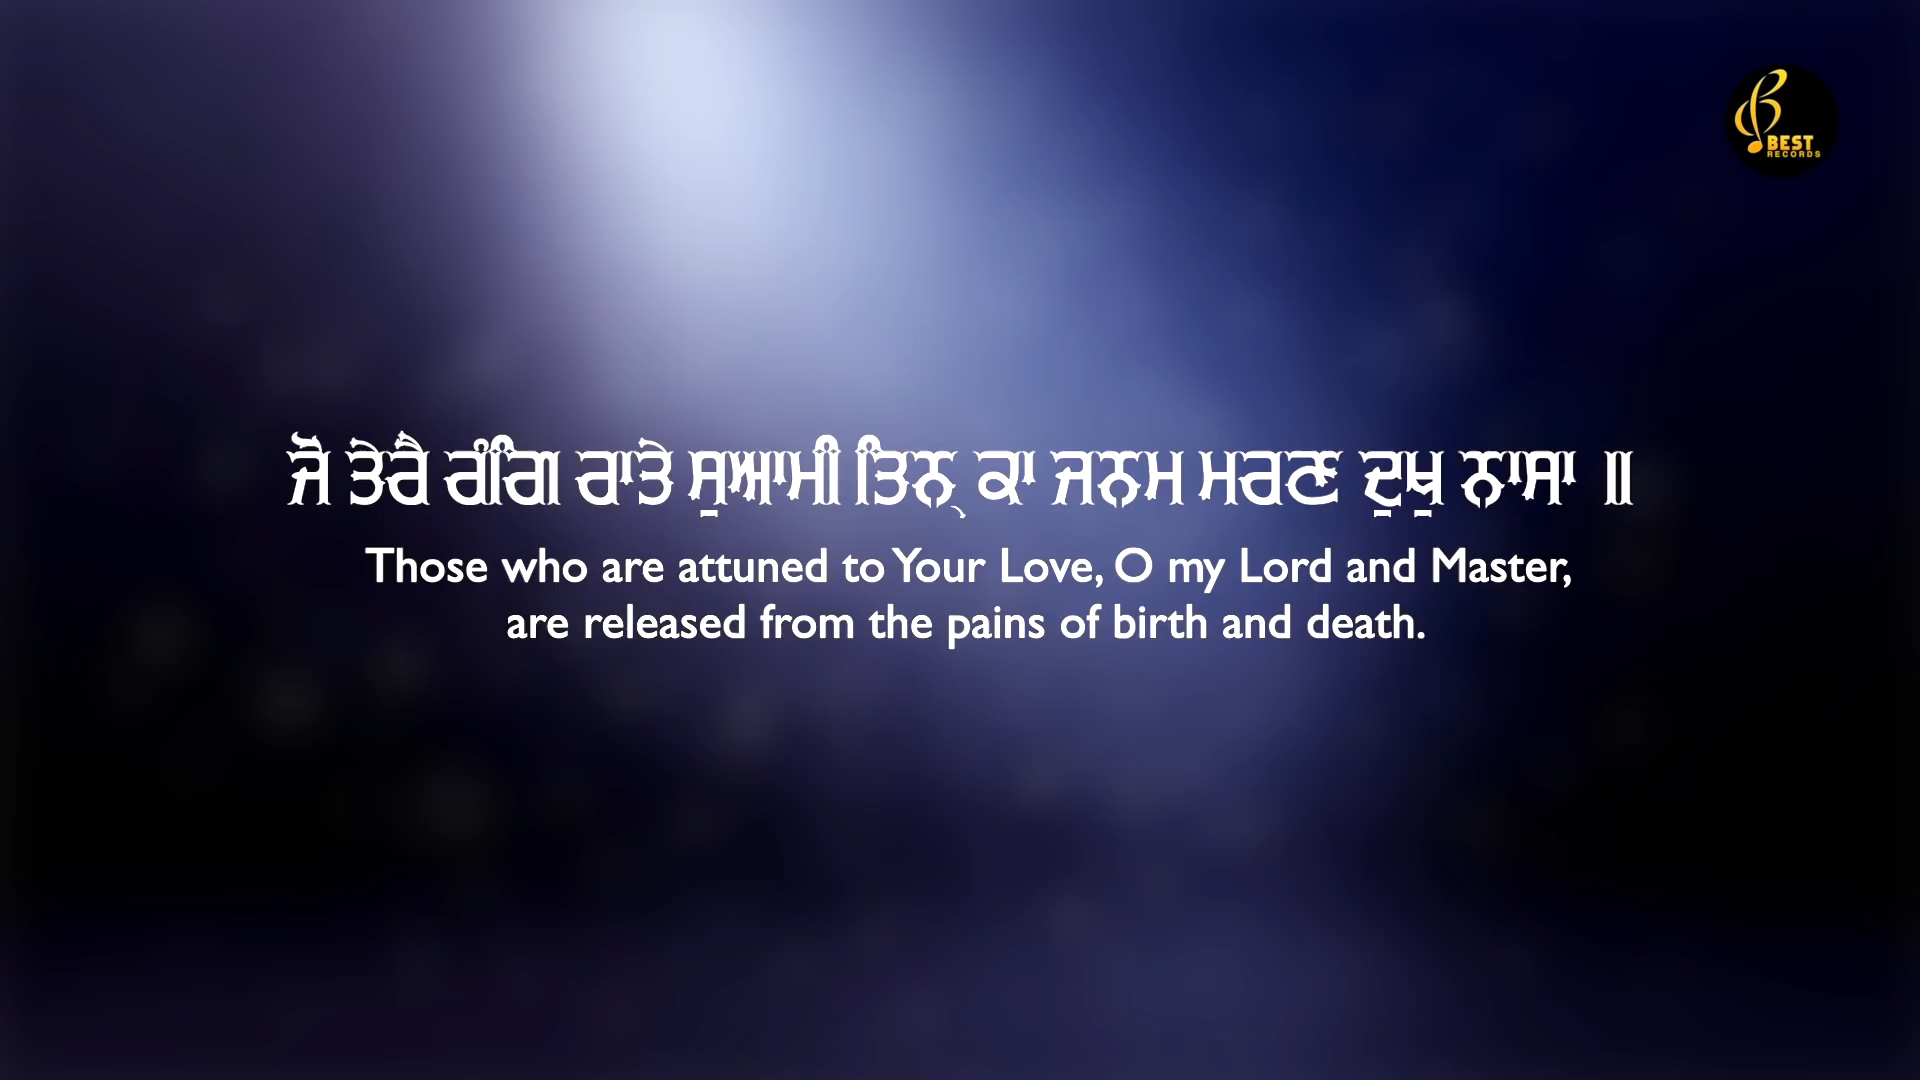 BEST
RECORDS
ਜੋ ਤੇਰੈ ਰੰਗਿ ਰਾਤੇ ਸੁਆਮੀ ਤਿਨੑ ਕਾ ਜਨਮ ਮਰਣ ਦੁਖੁ ਨਾਸਾ ॥
Those who are attuned to Your Love, O my Lord and Master,
are released from the pains of birth and death.